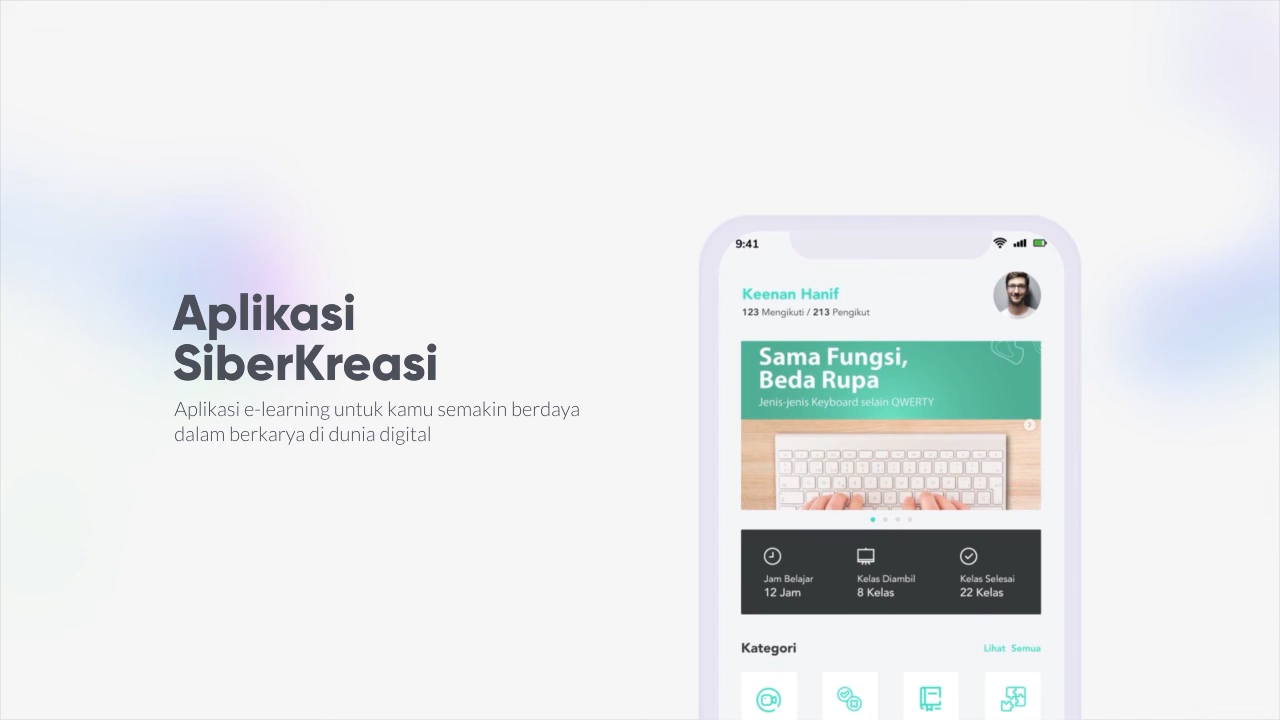 Aplikasi
SiberKreasi
Aplikasi e-learning untuk kamu semakin berdaya
dalam berkarya di dunia digital
9:41
Keenan Hanif
123 Mengikuti / 213 Pengikut
Sama Fungsi,
Beda Rupa
Jenis-jenis Keyboard selain QWERTY
Jam Belajar
12 Jam
Kelas Diambil
8 Kelas
Kelas Selesai
22 Kelas
Kategori
Lihat Semua